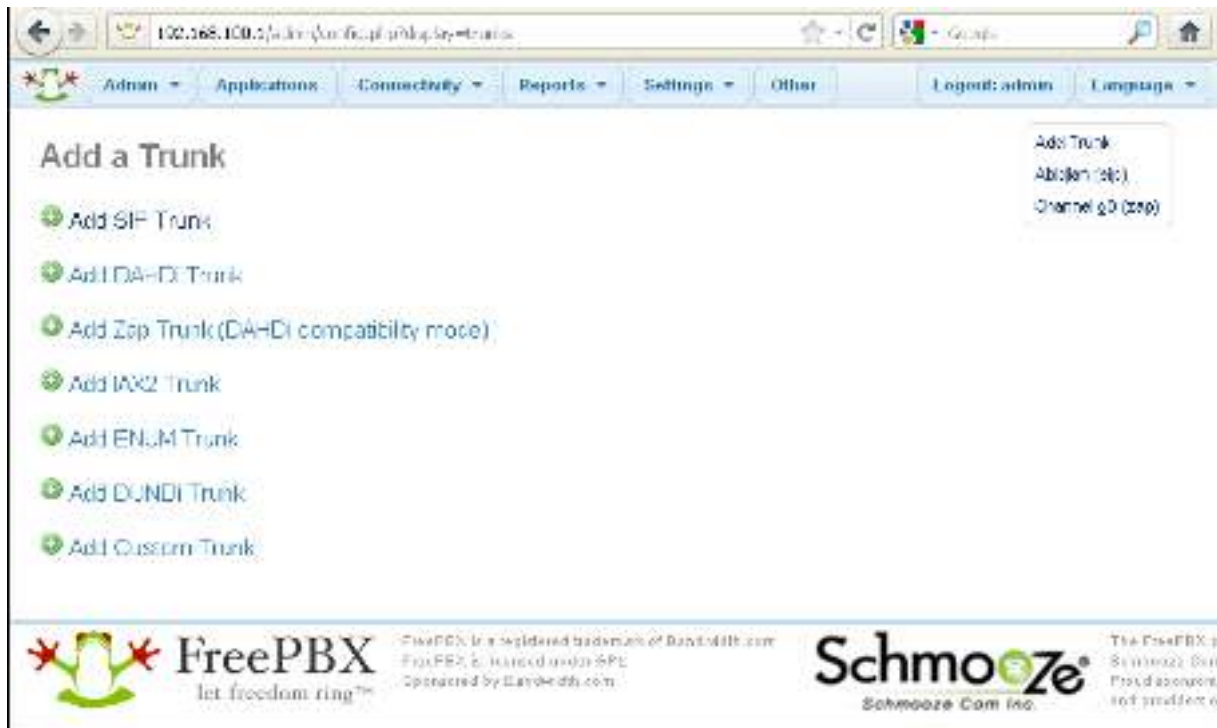 Admin Applications Connectivity Reports Settings Other Logout: admin Language
Add a Trunk
Add Trunk
(sip)
Channel g0 (zap)
Add SIP Trunk
Add DAHDi Trunk
Add Zap Trunk (DAHDi compatibility mode)
Add IAX2 Trunk
Add ENUM Trunk
Add DUNDi Trunk
Add Custom Trunk
FreePBX
let freedom ring™
FreePBX is a registered trademark of Bandwidth.com
FreePBX is licensed under GPL
Sponsored by Bandwidth.com
Schmooze®
Schmooze Com Inc.
The FreePBX